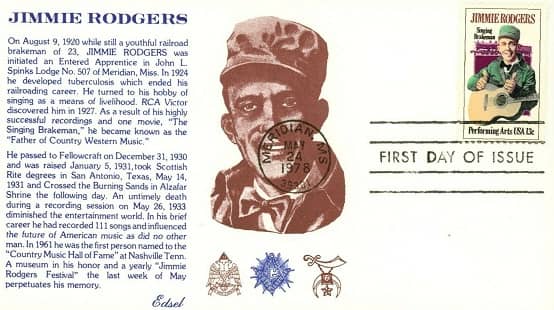 JIMMIE RODGERS
On August 9, 1920 while still a youthful railroad
brakeman of 23, JIMMIE RODGERS was
initiated an Entered Apprentice in John L.
Spinks Lodge No. 507 of Meridian, Miss. In 1924
he developed tuberculosis which ended his
railroading career. He turned to his hobby of
singing as a means of livelihood. RCA Victor
discovered him in 1927. As a result of his highly
successful recordings and one movie, "The
Singing Brakeman," he became known as the
"Father of Country Western Music."
He passed to Fellowcraft on December 31, 1930
and was raised January 5, 1931, took Scottish
Rite degrees in San Antonio, Texas, May 14,
1931 and Crossed the Burning Sands in Alzafar
Shrine the following day. An untimely death
during a recording session on May 26, 1933
diminished the entertainment world. In his brief
career he had recorded 111 songs and influenced
the future of American music as did no other
man. In 1961 he was the first person named to the
"Country Music Hall of Fame" at Nashville Tenn.
A museum in his honor and a yearly "Jimmie
Rodgers Festival" the last week of May
perpetuates his memory.
Edsel
MERIDIAN, MS
MAY
24
1978
JIMMIE RODGERS
Singing
Brakeman
Performing Arts USA 13c
FIRST DAY OF ISSUE